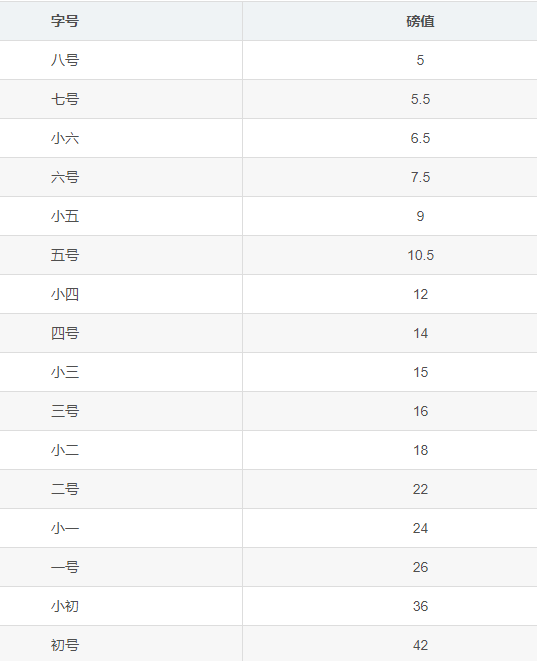 字号 磅值
八号 5
七号 5.5
小六 6.5
六号 7.5
小五 9
五号 10.5
小四 12
四号 14
小三 15
三号 16
小二 18
二号 22
小一 24
一号 26
小初 36
初号 42